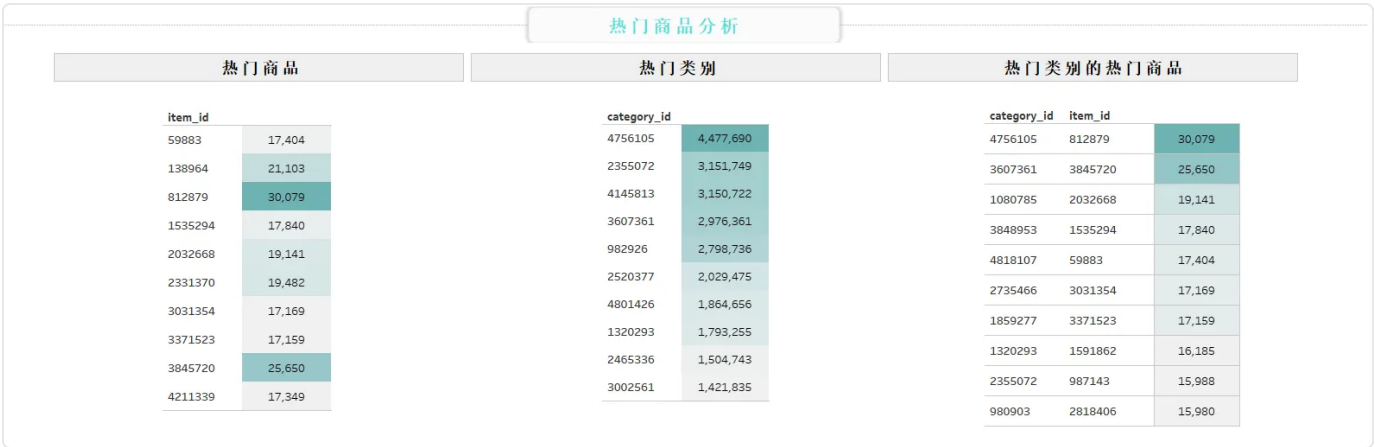 热门商品分析
热门商品
item_id
59883 17,404
138964 21,103
812879 30,079
1535294 17,840
2032668 19,141
2331370 19,482
3031354 17,169
3371523 17,159
3845720 25,650
4211339 17,349
热门类别
category_id
4756105 4,477,690
2355072 3,151,749
4145813 3,150,722
3607361 2,976,361
982926 2,798,736
2520377 2,029,475
4801426 1,864,656
1320293 1,793,255
2465336 1,504,743
3002561 1,421,835
热门类别的热门商品
category_id item_id
4756105 812879 30,079
3607361 3845720 25,650
1080785 2032668 19,141
3848953 1535294 17,840
4818107 59883 17,404
2735466 3031354 17,169
1859277 3371523 17,159
1320293 1591862 16,185
2355072 987143 15,988
980903 2818406 15,980